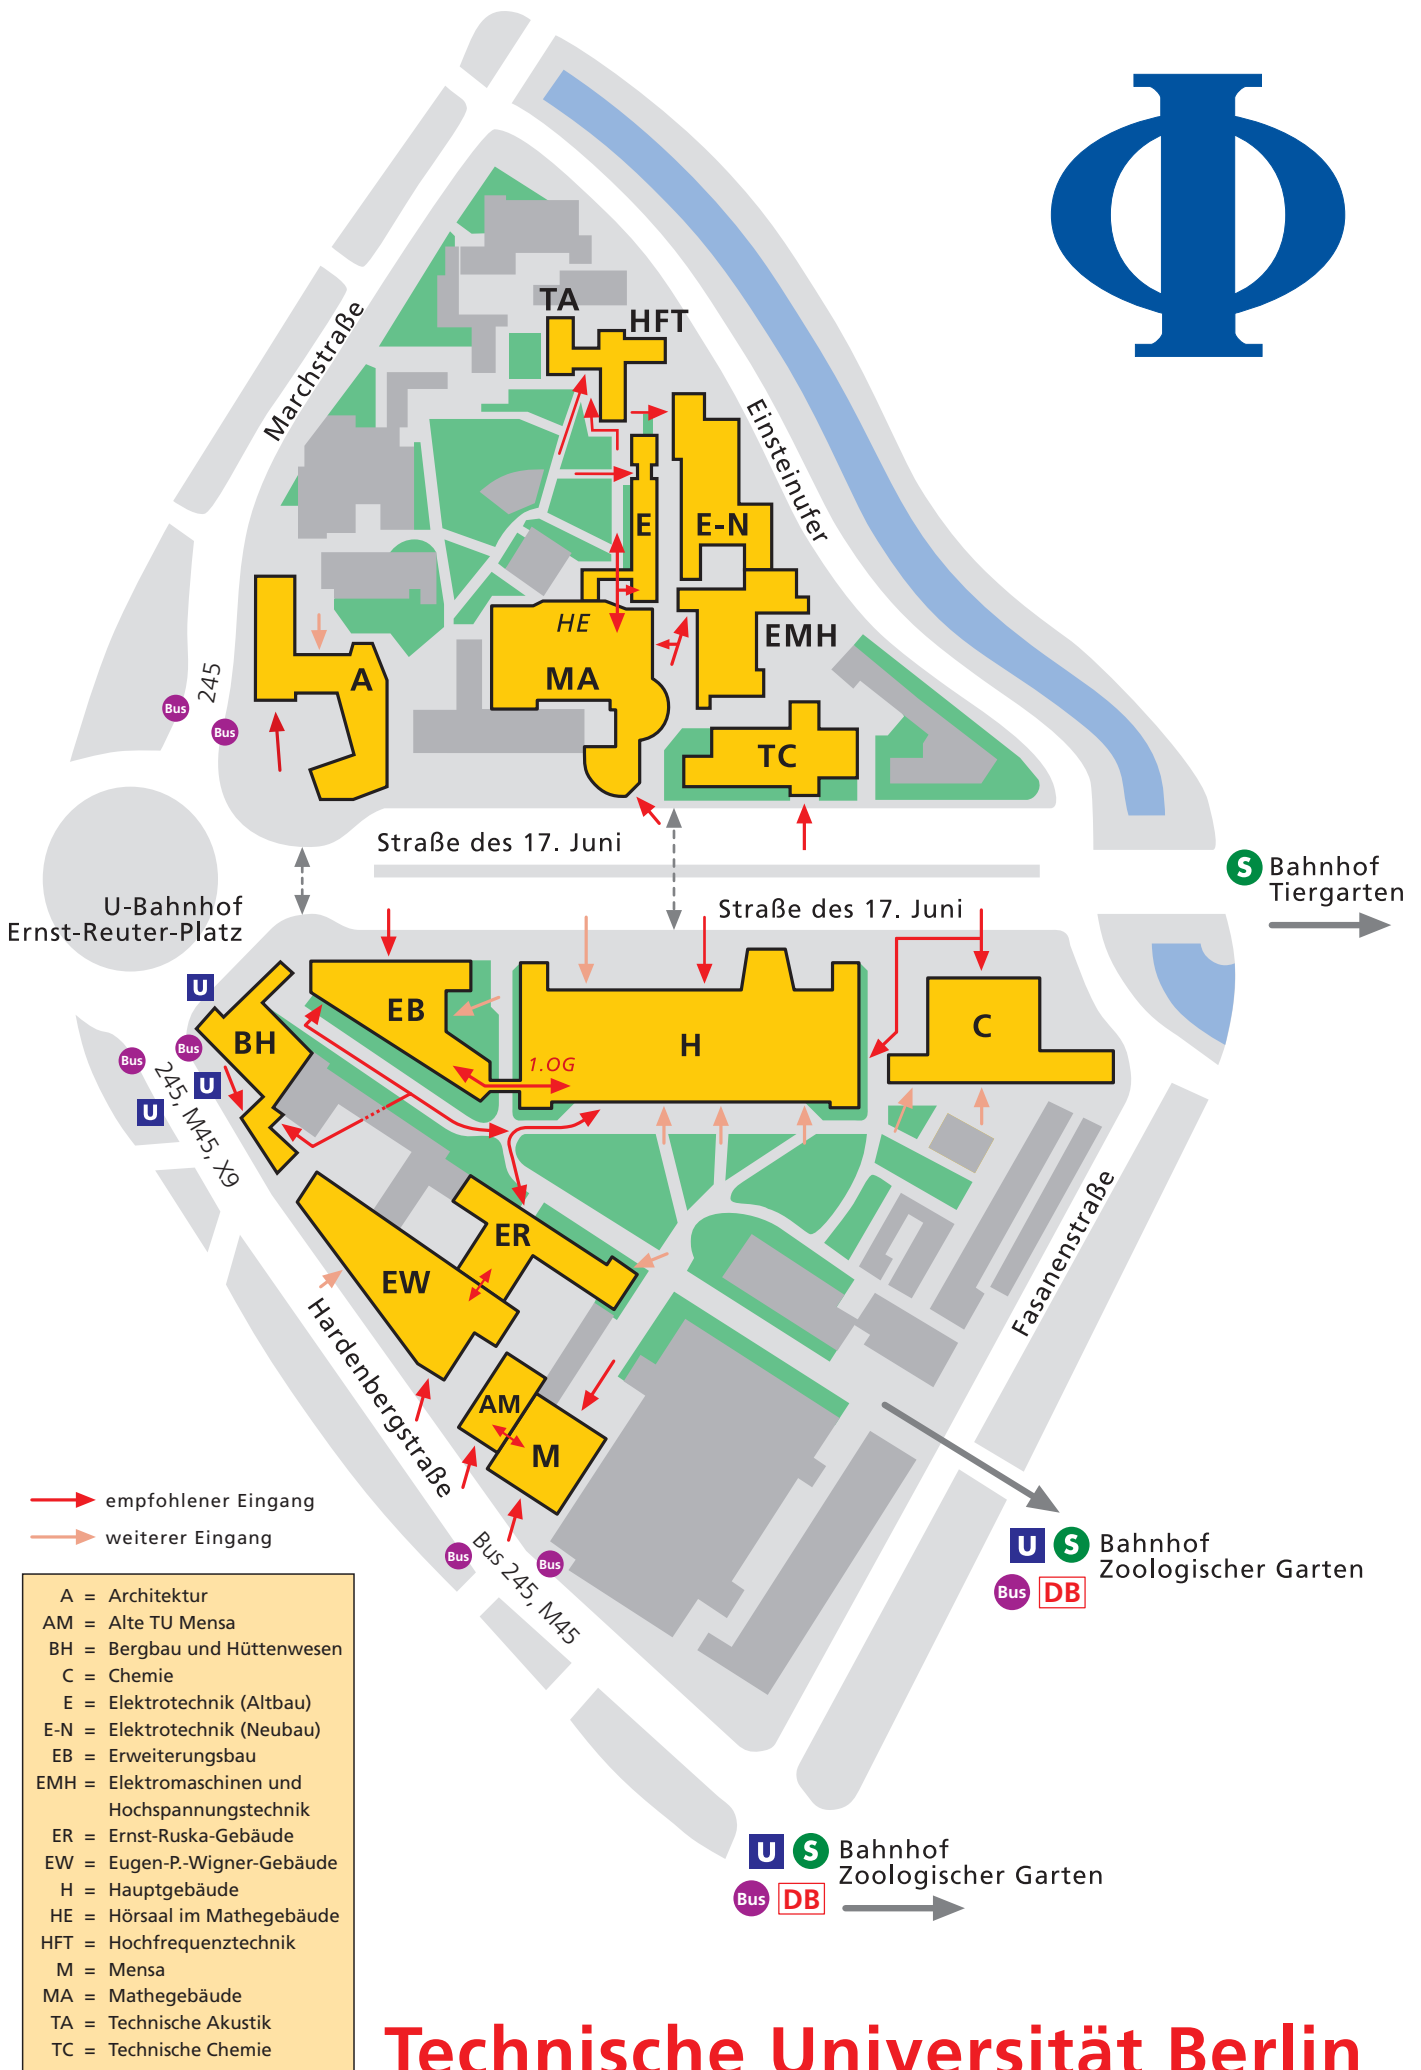 Φ
TA
HFT
Marchstraße
Einsteinufer
E
E-N
HE
EMH
A
MA
245
Bus
Bus
TC
Straße des 17. Juni
S Bahnhof
Tiergarten
U-Bahnhof
Ernst-Reuter-Platz
Straße des 17. Juni
U
EB
BH
H
C
Bus
Bus
1.OG
U
U
245, M45, X9
Fasanenstraße
ER
EW
Hardenbergstraße
AM
M
empfohlener Eingang
weiterer Eingang
Bus
Bus
Bus 245, M45
U S Bahnhof
Zoologischer Garten
Bus DB
A = Architektur
AM = Alte TU Mensa
BH = Bergbau und Hüttenwesen
C = Chemie
E = Elektrotechnik (Altbau)
E-N = Elektrotechnik (Neubau)
EB = Erweiterungsbau
EMH = Elektromaschinen und
Hochspannungstechnik
ER = Ernst-Ruska-Gebäude
EW = Eugen-P.-Wigner-Gebäude
H = Hauptgebäude
HE = Hörsaal im Mathegebäude
HFT = Hochfrequenztechnik
M = Mensa
MA = Mathegebäude
TA = Technische Akustik
TC = Technische Chemie
U S Bahnhof
Zoologischer Garten
Bus DB
Technische Universität Berlin